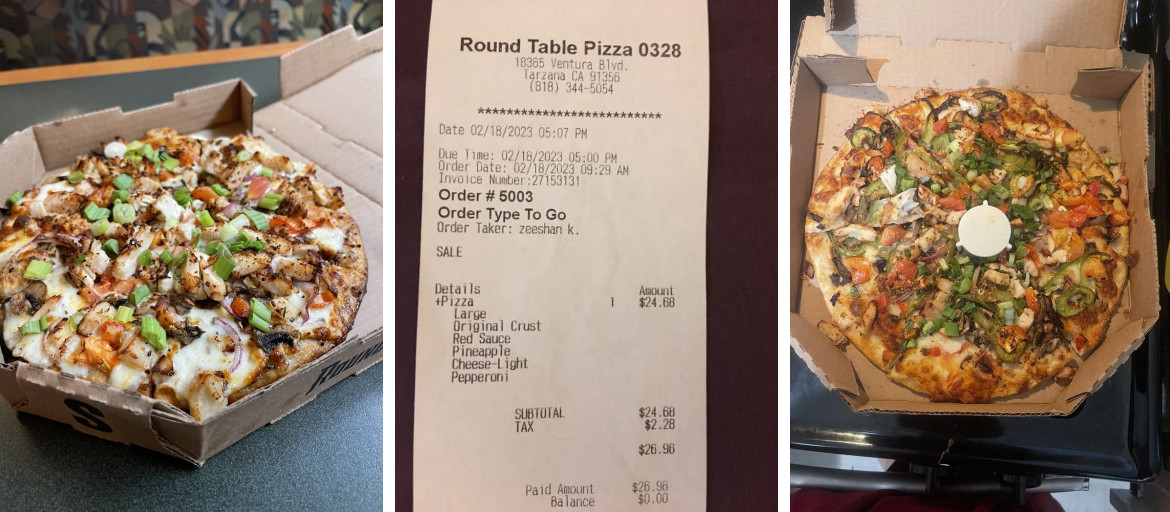 S
Round Table Pizza 0328
18365 Ventura Blvd.
Tarzana CA 91356
(818) 344-5054
**************************
Date 02/18/2023 05:07 PM
Due Time: 02/18/2023 05:00 PM
Order Date: 02/18/2023 09:29 AM
Invoice Number:27153131
Order # 5003
Order Type To Go
Order Taker: zeeshan k.
SALE
Details Amount
+Pizza 1 $24.68
Large
Original Crust
Red Sauce
Pineapple
Cheese-Light
Pepperoni
SUBTOTAL $24.68
TAX $2.28
$26.96
Paid Amount $26.96
Balance $0.00